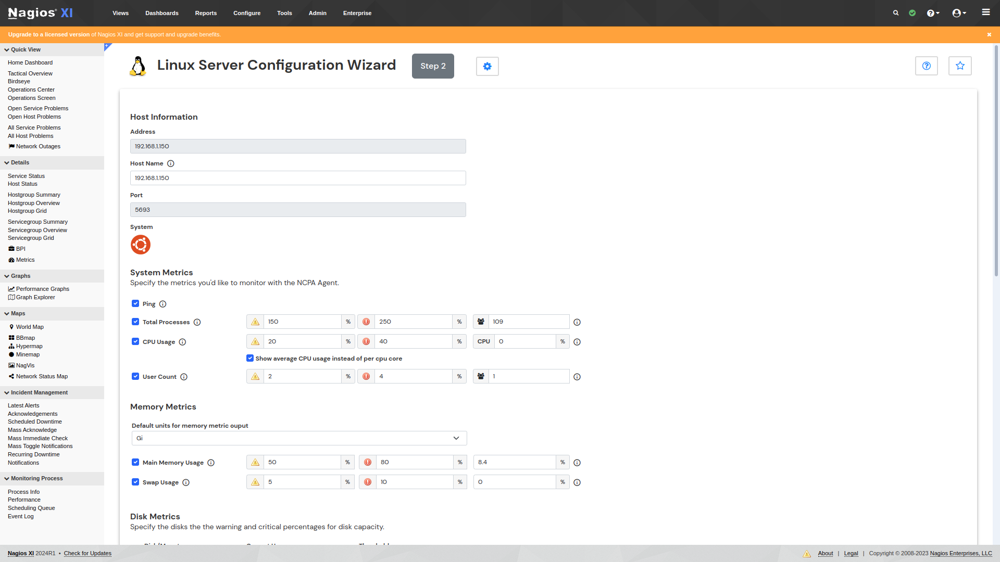 Nagios® XI Views Dashboards Reports Configure Tools Admin Enterprise
Upgrade to a licensed version of Nagios XI and get support and upgrade benefits.
Quick View
Home Dashboard
Tactical Overview
Birdseye
Operations Center
Operations Screen
Open Service Problems
Open Host Problems
All Service Problems
All Host Problems
Network Outages
Details
Service Status
Host Status
Hostgroup Summary
Hostgroup Overview
Hostgroup Grid
Servicegroup Summary
Servicegroup Overview
Servicegroup Grid
BPI
Metrics
Graphs
Performance Graphs
Graph Explorer
Maps
World Map
BBmap
Hypermap
Minemap
NagVis
Network Status Map
Incident Management
Latest Alerts
Acknowledgements
Scheduled Downtime
Mass Acknowledge
Mass Immediate Check
Mass Toggle Notifications
Recurring Downtime
Notifications
Monitoring Process
Process Info
Performance
Scheduling Queue
Event Log
Linux Server Configuration Wizard Step 2
Host Information
Address
192.168.1.150
Host Name
192.168.1.150
Port
5693
System
System Metrics
Specify the metrics you'd like to monitor with the NCPA Agent.
Ping
Total Processes 150 % 250 % 109
CPU Usage 20 % 40 % CPU 0 %
Show average CPU usage instead of per cpu core
User Count 2 % 4 % 1
Memory Metrics
Default units for memory metric ouput
Gi
Main Memory Usage 50 % 80 % 8.4 %
Swap Usage 5 % 10 % 0 %
Disk Metrics
Specify the disks the the warning and critical percentages for disk capacity.
Nagios XI 2024R1 • Check for Updates About | Legal | Copyright © 2008-2023 Nagios Enterprises, LLC